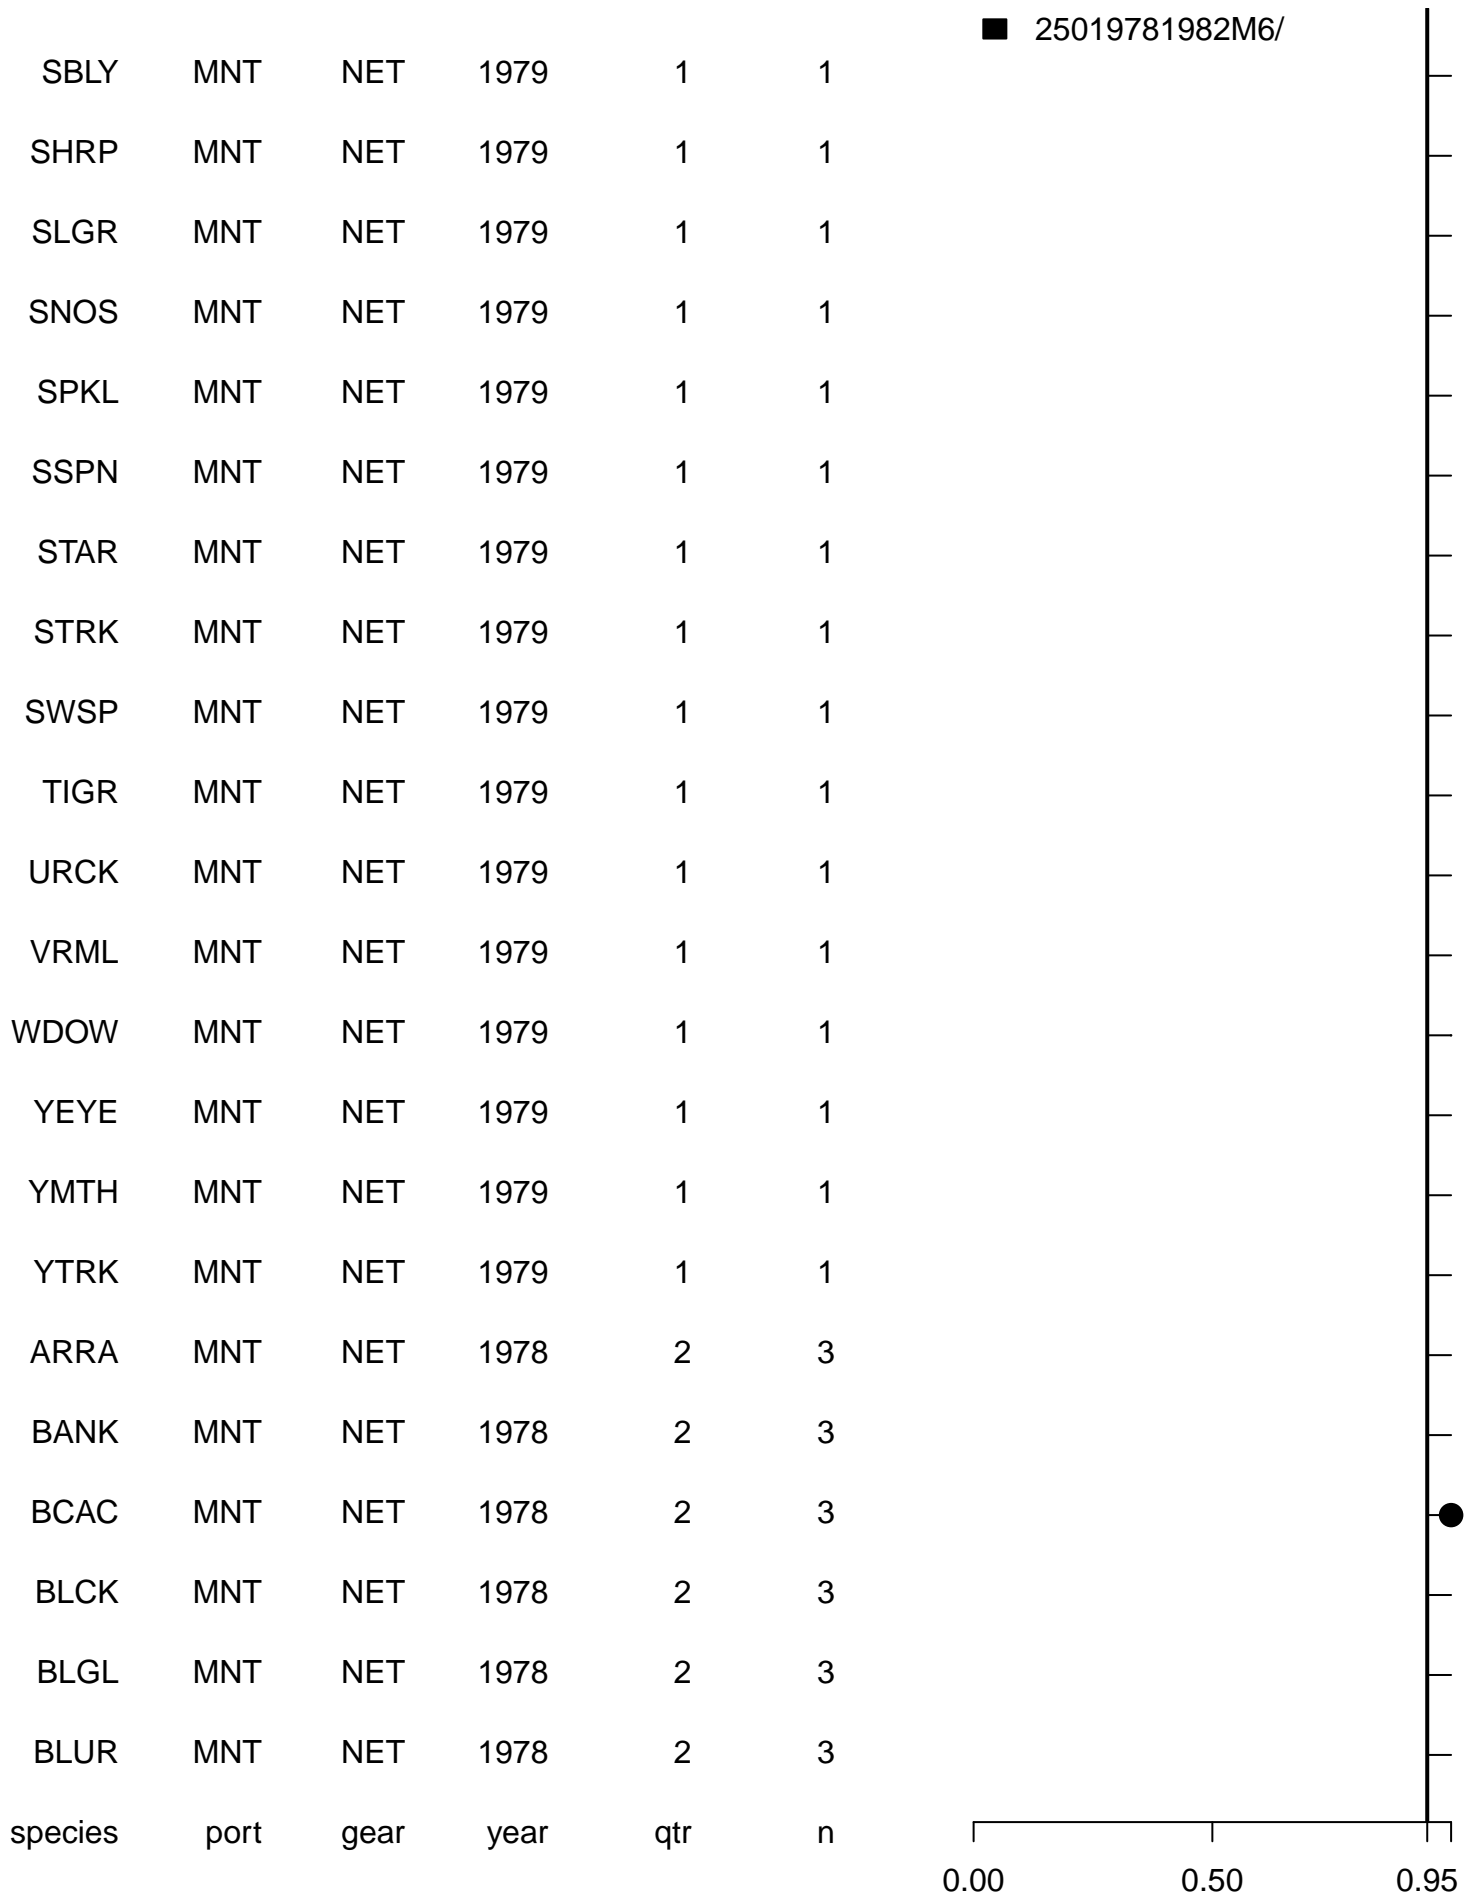 25019781982M6/
SBLY MNT NET 1979 1 1
SHRP MNT NET 1979 1 1
SLGR MNT NET 1979 1 1
SNOS MNT NET 1979 1 1
SPKL MNT NET 1979 1 1
SSPN MNT NET 1979 1 1
STAR MNT NET 1979 1 1
STRK MNT NET 1979 1 1
SWSP MNT NET 1979 1 1
TIGR MNT NET 1979 1 1
URCK MNT NET 1979 1 1
VRML MNT NET 1979 1 1
WDOW MNT NET 1979 1 1
YEYE MNT NET 1979 1 1
YMTH MNT NET 1979 1 1
YTRK MNT NET 1979 1 1
ARRA MNT NET 1978 2 3
BANK MNT NET 1978 2 3
BCAC MNT NET 1978 2 3
BLCK MNT NET 1978 2 3
BLGL MNT NET 1978 2 3
BLUR MNT NET 1978 2 3
species port gear year qtr n
0.00 0.50 0.95